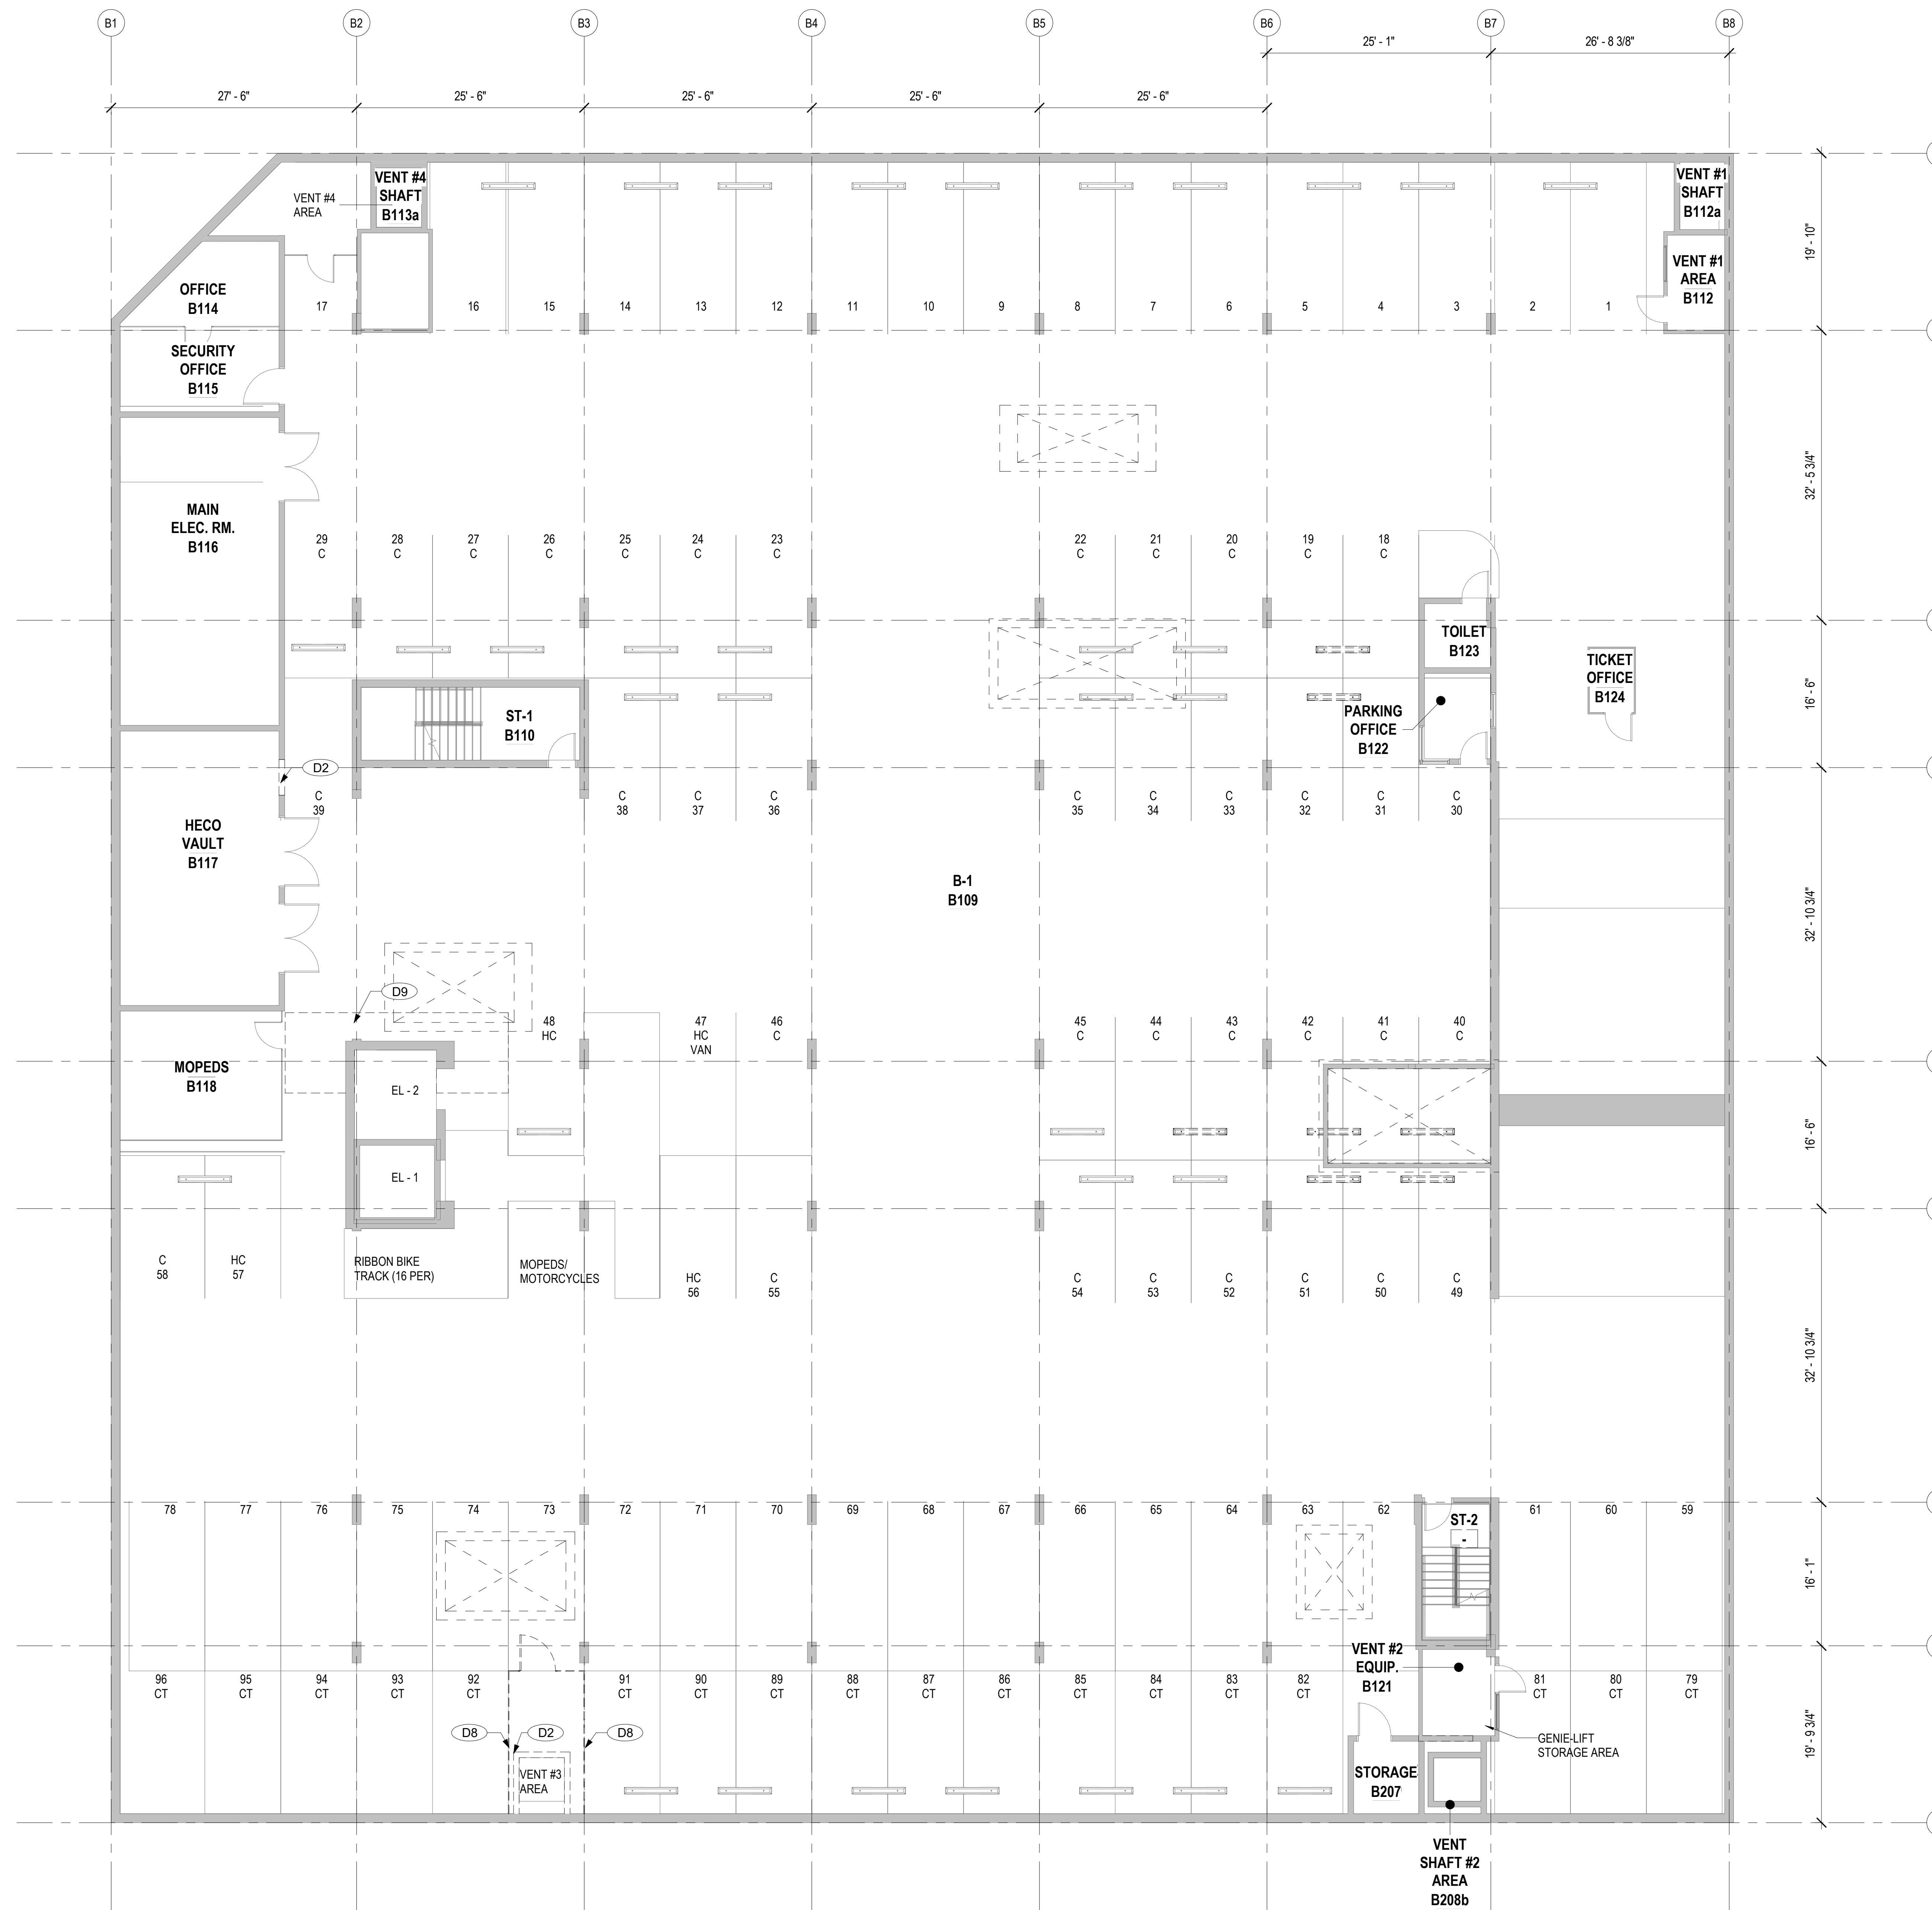 B1
B2
B3
B4
B5
B6
B7
B8
25' - 1"
26' - 8 3/8"
27' - 6"
25' - 6"
25' - 6"
25' - 6"
25' - 6"
VENT #4
SHAFT
B113a
VENT #4
AREA
VENT #1
SHAFT
B112a
19' - 10"
VENT #1
AREA
B112
OFFICE
B114
17
16
15
14
13
12
11
10
9
8
7
6
5
4
3
2
1
SECURITY
OFFICE
B115
32' - 5 3/4"
MAIN
ELEC. RM.
B116
29
C
28
C
27
C
26
C
25
C
24
C
23
C
22
C
21
C
20
C
19
C
18
C
TOILET
B123
TICKET
OFFICE
B124
16' - 6"
ST-1
B110
PARKING
OFFICE
B122
D2
C
39
C
38
C
37
C
36
C
35
C
34
C
33
C
32
C
31
C
30
HECO
VAULT
B117
B-1
B109
32' - 10 3/4"
D9
48
HC
47
HC
VAN
46
C
45
C
44
C
43
C
42
C
41
C
40
C
MOPEDS
B118
EL - 2
16' - 6"
EL - 1
C
58
HC
57
RIBBON BIKE
TRACK (16 PER)
MOPEDS/
MOTORCYCLES
HC
56
C
55
C
54
C
53
C
52
C
51
C
50
C
49
32' - 10 3/4"
78
77
76
75
74
73
72
71
70
69
68
67
66
65
64
63
62
ST-2
61
60
59
16' - 1"
VENT #2
EQUIP.
B121
96
CT
95
CT
94
CT
93
CT
92
CT
91
CT
90
CT
89
CT
88
CT
87
CT
86
CT
85
CT
84
CT
83
CT
82
CT
81
CT
80
CT
79
CT
D8
D2
D8
GENIE-LIFT
STORAGE AREA
19' - 9 3/4"
VENT #3
AREA
STORAGE
B207
VENT
SHAFT #2
AREA
B208b